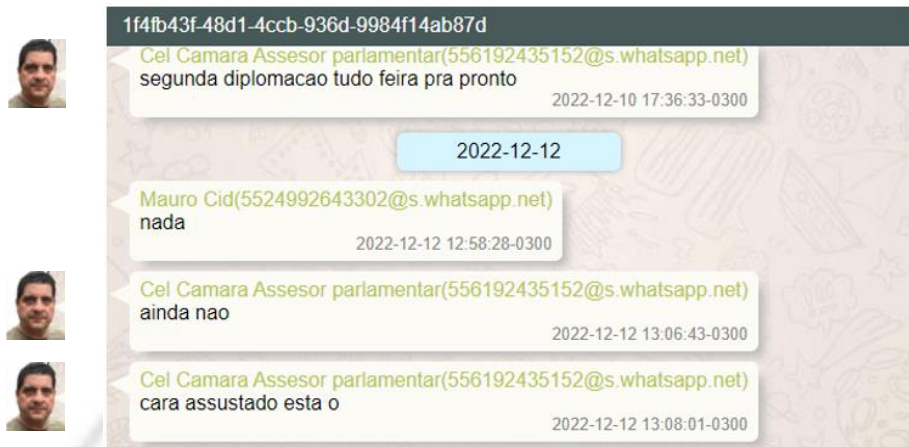 1f4fb43f-48d1-4ccb-936d-9984f14ab87d
Cel Camara Assesor parlamentar(556192435152@s.whatsapp.net)
segunda diplomacao tudo feira pra pronto
2022-12-10 17:36:33-0300
2022-12-12
Mauro Cid(5524992643302@s.whatsapp.net)
nada
2022-12-12 12:58:28-0300
Cel Camara Assesor parlamentar(556192435152@s.whatsapp.net)
ainda nao
2022-12-12 13:06:43-0300
Cel Camara Assesor parlamentar(556192435152@s.whatsapp.net)
cara assustado esta o
2022-12-12 13:08:01-0300